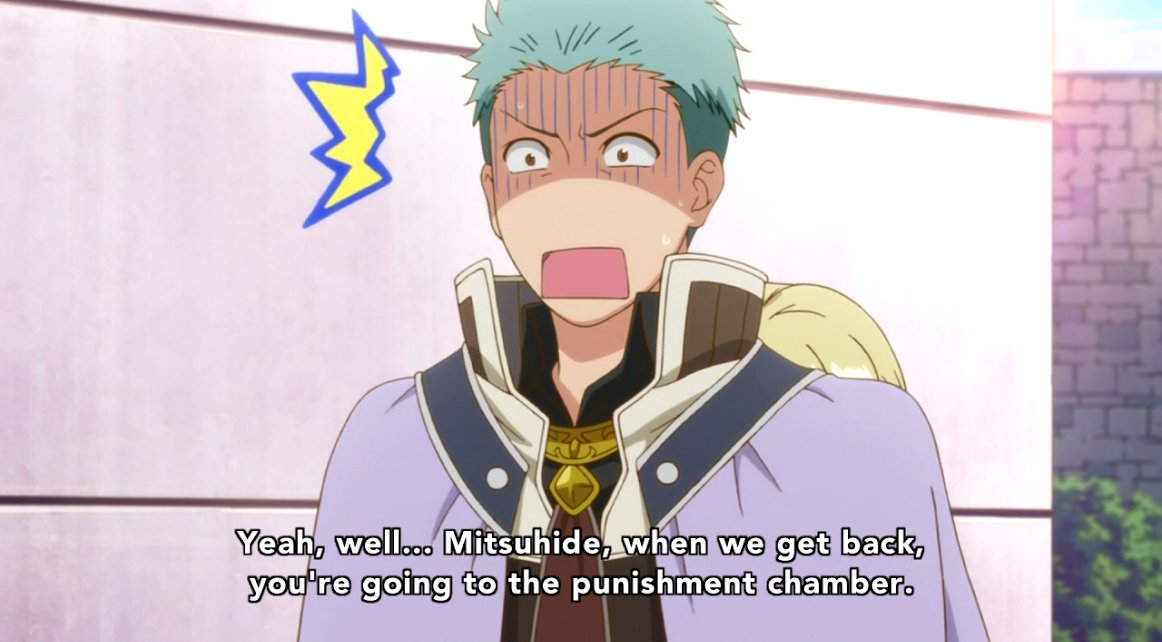 Yeah, well... Mitsuhide, when we get back,
you're going to the punishment chamber.